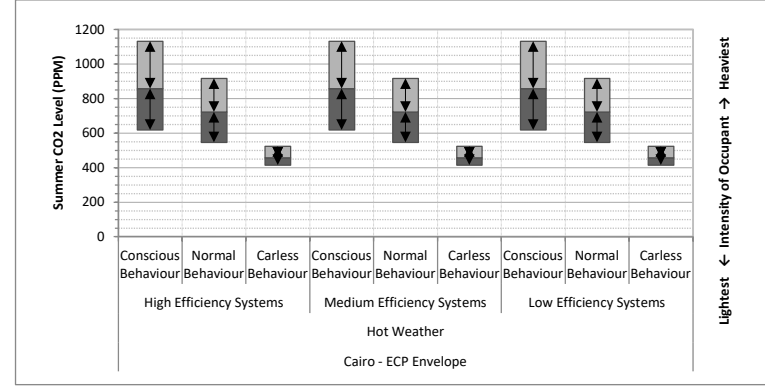 Summer CO2 Level (PPM)
1200
1000
800
600
400
200
0
Conscious Behaviour
Normal Behaviour
Carless Behaviour
Conscious Behaviour
Normal Behaviour
Carless Behaviour
Conscious Behaviour
Normal Behaviour
Carless Behaviour
High Efficiency Systems
Medium Efficiency Systems
Low Efficiency Systems
Hot Weather
Cairo - ECP Envelope
Lightest ← Intensity of Occupant → Heaviest